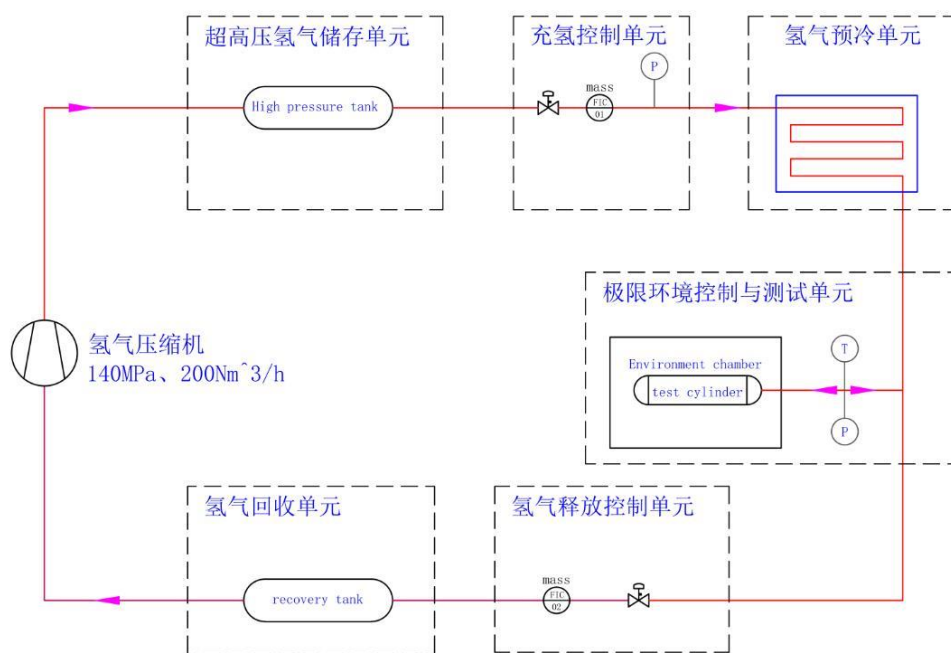 超高压氢气储存单元
充氢控制单元
氢气预冷单元
High pressure tank
mass
FIC
01
P
极限环境控制与测试单元
Environment chamber
test cylinder
T
P
氢气压缩机
140MPa、200Nm^3/h
氢气回收单元
氢气释放控制单元
recovery tank
mass
FIC
02